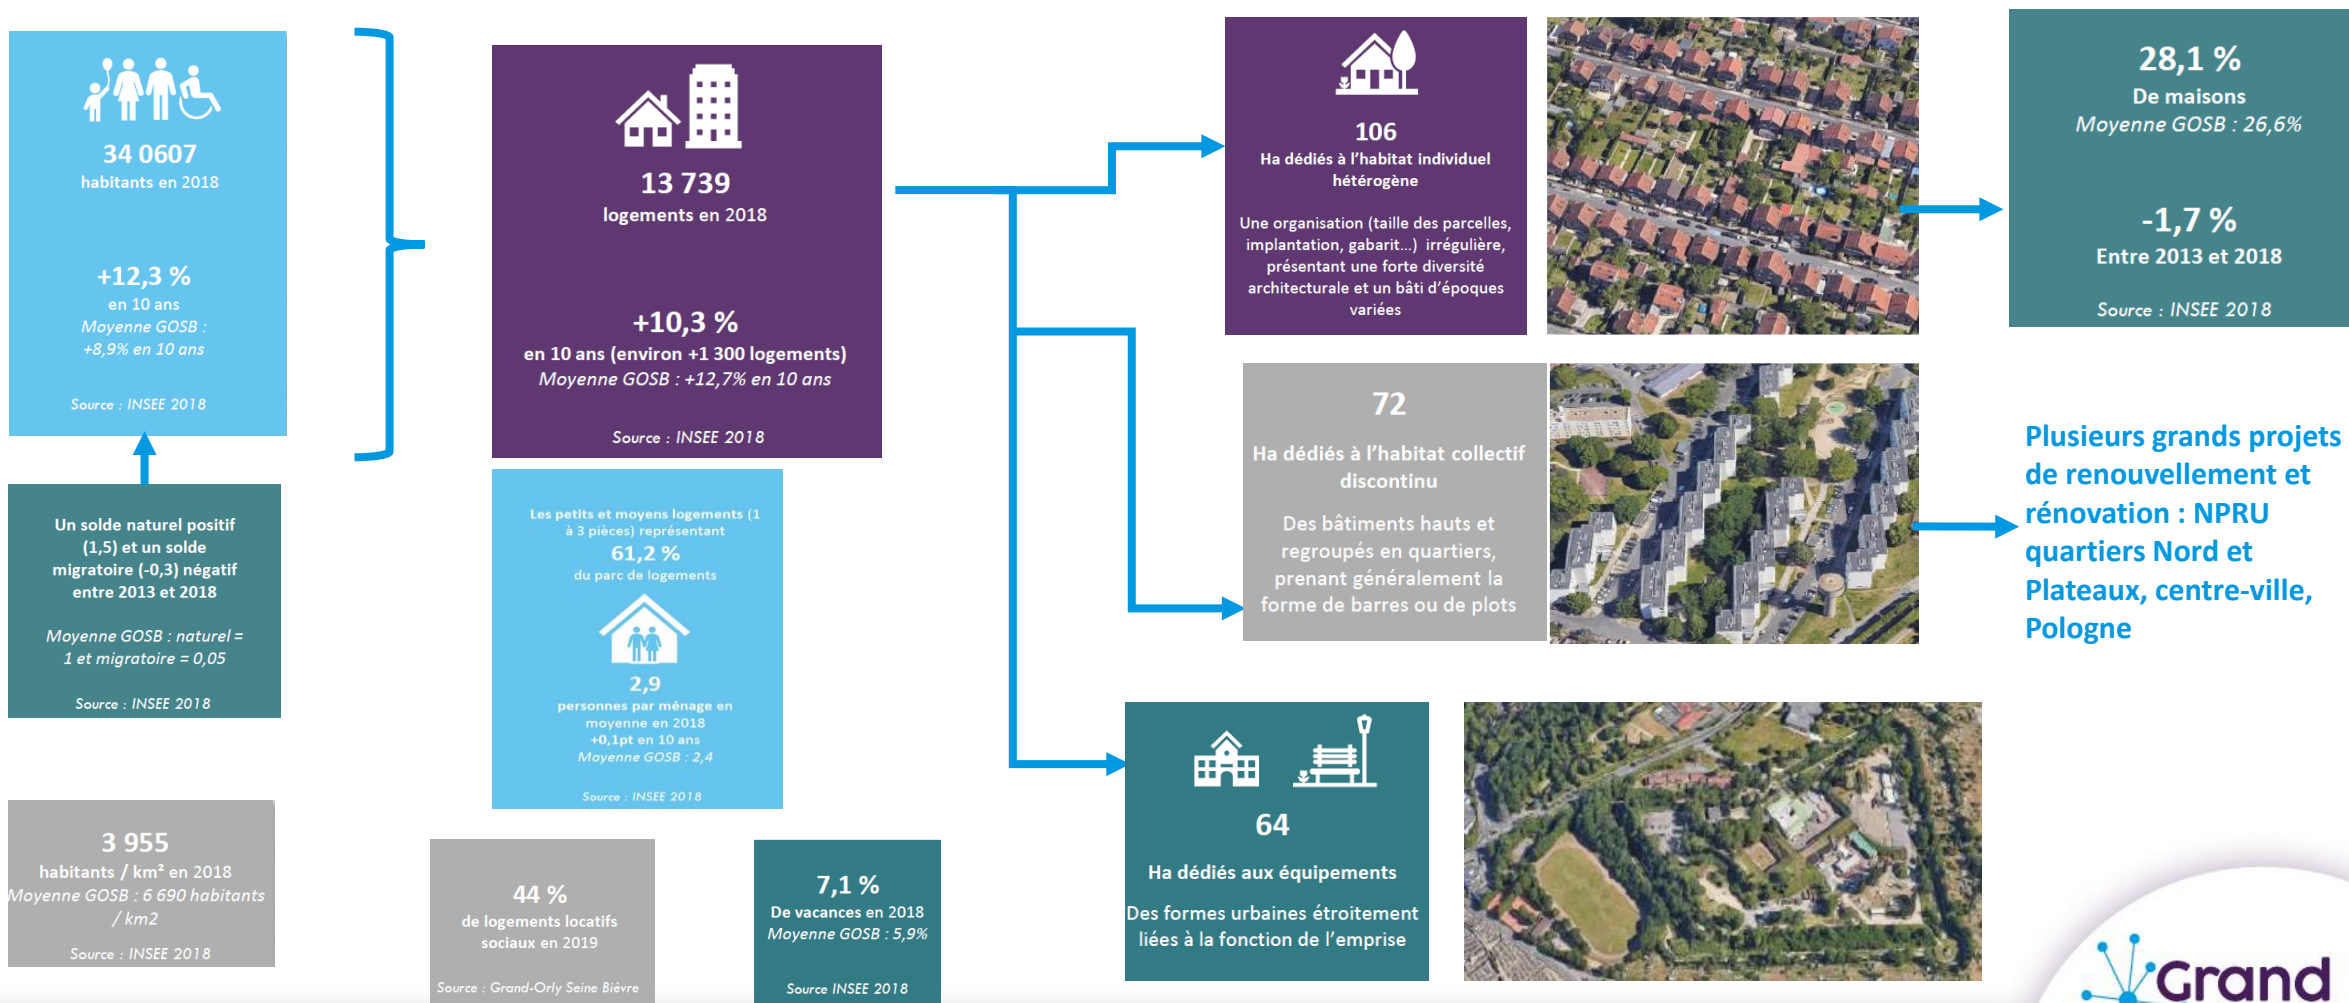 34 0607
habitants en 2018
+12,3 %
en 10 ans
Moyenne GOSB :
+8,9% en 10 ans
Source : INSEE 2018
Un solde naturel positif
(1,5) et un solde
migratoire (-0,3) négatif
entre 2013 et 2018
Moyenne GOSB : naturel =
1 et migratoire = 0,05
Source : INSEE 2018
3 955
habitants / km² en 2018
Moyenne GOSB : 6 690 habitants
/ km2
Source : INSEE 2018
13 739
logements en 2018
+10,3 %
en 10 ans (environ +1 300 logements)
Moyenne GOSB : +12,7% en 10 ans
Source : INSEE 2018
Les petits et moyens logements (1
à 3 pièces) représentant
61,2 %
du parc de logements
2,9
personnes par ménage en
moyenne en 2018
+0,1pt en 10 ans
Moyenne GOSB : 2,4
Source : INSEE 2018
44 %
de logements locatifs
sociaux en 2019
Source : Grand-Orly Seine Bièvre
7,1 %
De vacances en 2018
Moyenne GOSB : 5,9%
Source INSEE 2018
106
Ha dédiés à l’habitat individuel
hétérogène
Une organisation (taille des parcelles,
implantation, gabarit…) irrégulière,
présentant une forte diversité
architecturale et un bâti d’époques
variées
72
Ha dédiés à l’habitat collectif
discontinu
Des bâtiments hauts et
regroupés en quartiers,
prenant généralement la
forme de barres ou de plots
64
Ha dédiés aux équipements
Des formes urbaines étroitement
liées à la fonction de l’emprise
28,1 %
De maisons
Moyenne GOSB : 26,6%
-1,7 %
Entre 2013 et 2018
Source : INSEE 2018
Plusieurs grands projets
de renouvellement et
rénovation : NPRU
quartiers Nord et
Plateaux, centre-ville,
Pologne
Grand